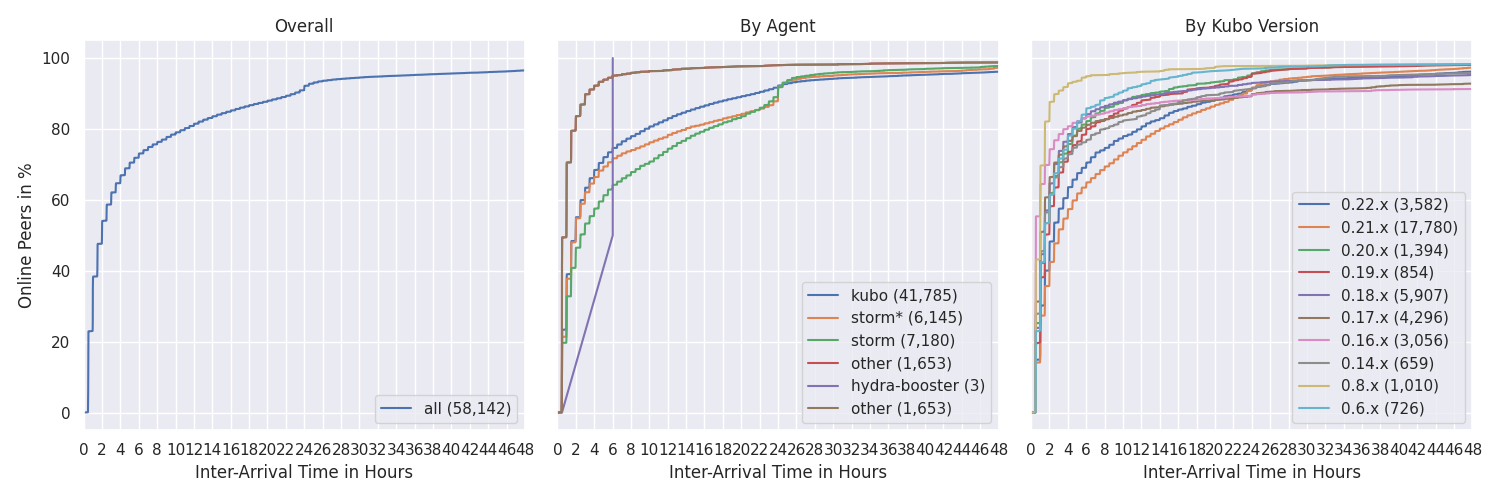 Overall
By Agent
By Kubo Version
Online Peers in %
100
80
60
40
20
0
all (58,142)
kubo (41,785)
storm* (6,145)
storm (7,180)
other (1,653)
hydra-booster (3)
other (1,653)
0.22.x (3,582)
0.21.x (17,780)
0.20.x (1,394)
0.19.x (854)
0.18.x (5,907)
0.17.x (4,296)
0.16.x (3,056)
0.14.x (659)
0.8.x (1,010)
0.6.x (726)
0 2 4 6 8 10 12 14 16 18 20 22 24 26 28 30 32 34 36 38 40 42 44 46 48
0 2 4 6 8 10 12 14 16 18 20 22 24 26 28 30 32 34 36 38 40 42 44 46 48
0 2 4 6 8 10 12 14 16 18 20 22 24 26 28 30 32 34 36 38 40 42 44 46 48
Inter-Arrival Time in Hours
Inter-Arrival Time in Hours
Inter-Arrival Time in Hours